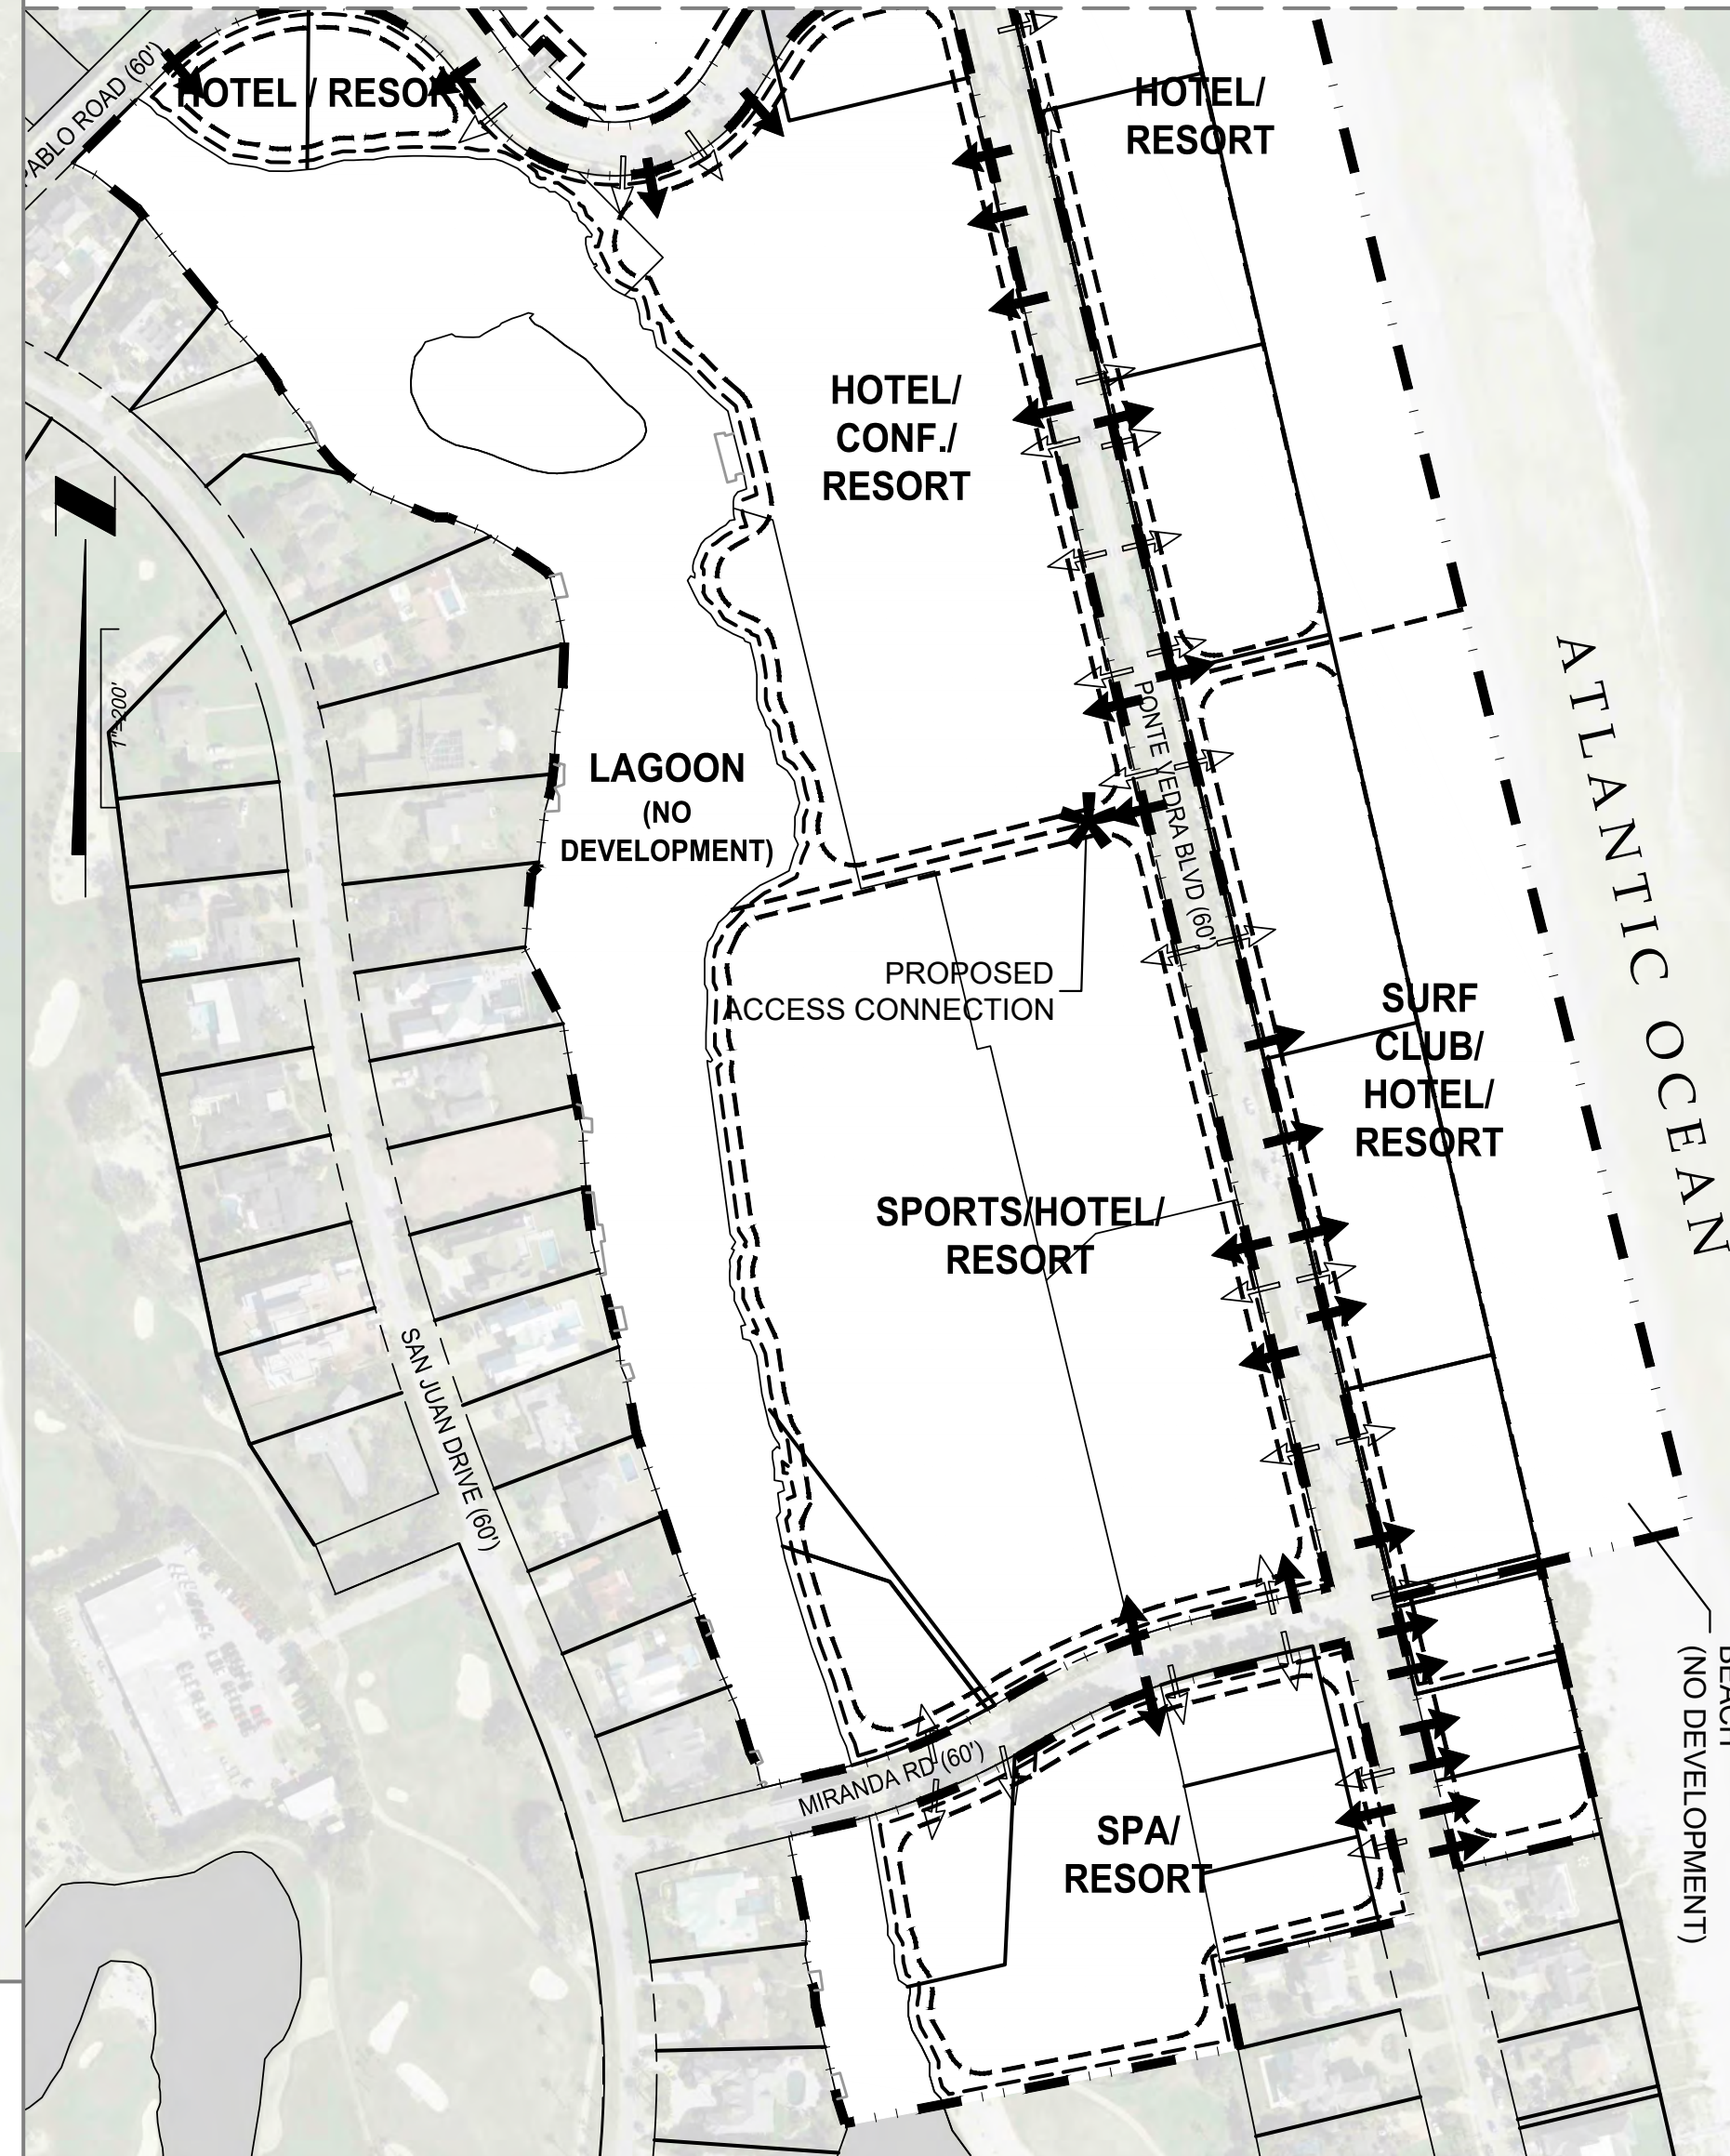 PABLO ROAD (60')
HOTEL / RESORT
HOTEL/
RESORT
HOTEL/
CONF./
RESORT
1"=200'
LAGOON
(NO
DEVELOPMENT)
PONTE VEDRA BLVD (60')
ATLANTIC OCEAN
PROPOSED
ACCESS CONNECTION
SURF
CLUB/
HOTEL/
RESORT
SPORTS/HOTEL/
RESORT
SAN JUAN DRIVE (60')
MIRANDA RD (60')
SPA/
RESORT
BEACH
(NO DEVELOPMENT)